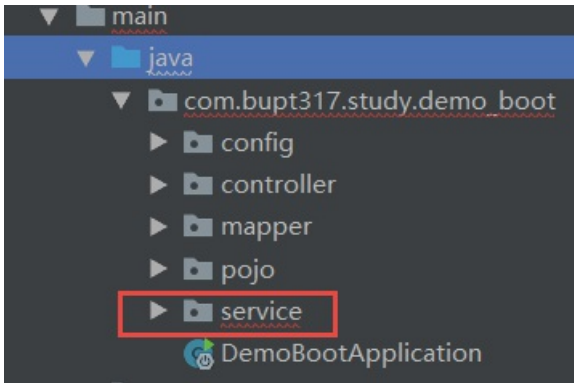 main
java
com.bupt317.study.demo_boot
config
controller
mapper
pojo
service
DemoBootApplication